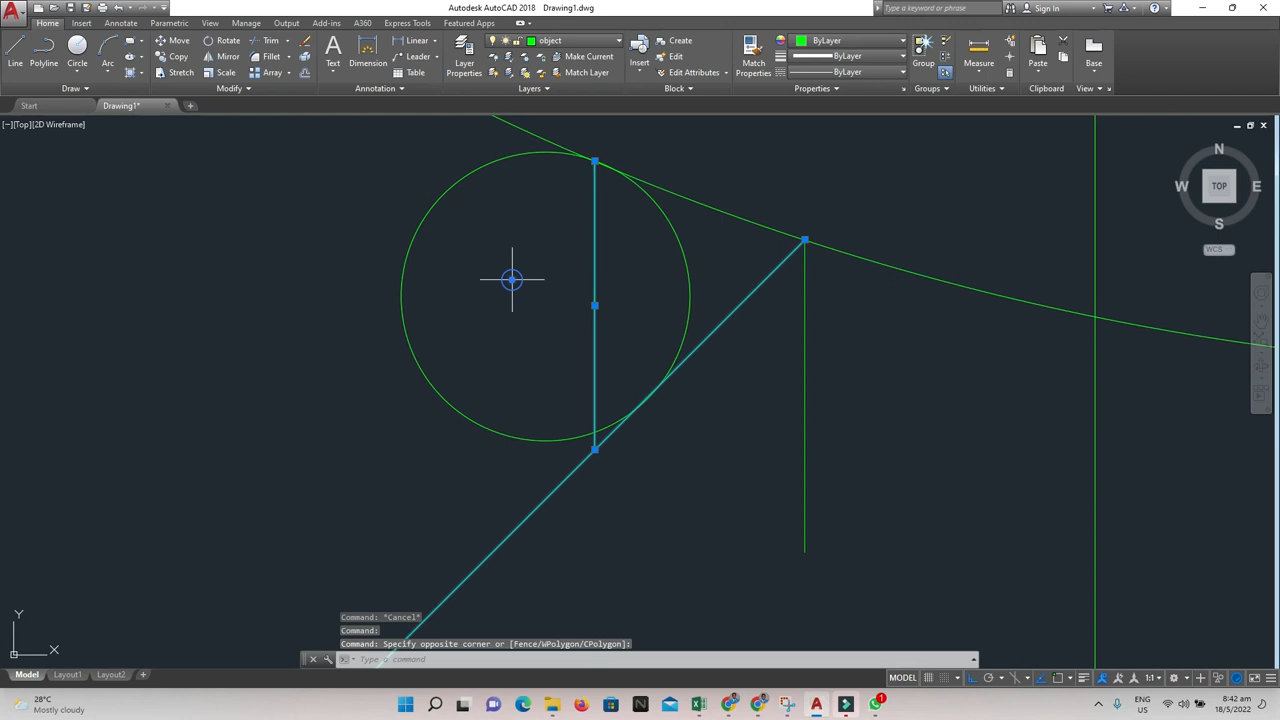 Autodesk AutoCAD 2018 Drawing1.dwg
Type a keyword or phrase
Sign In
Home Insert Annotate Parametric View Manage Output Add-ins A360 Express Tools Featured Apps
Line Polyline Circle Arc
Move Rotate Trim
Copy Mirror Fillet
Stretch Scale Array
Text Dimension
Linear
Leader
Table
Layer Properties
object
Make Current
Match Layer
Insert
Create
Edit
Edit Attributes
Match Properties
ByLayer
ByLayer
ByLayer
Group Measure Paste Base
Draw Modify Annotation Layers Block Properties Groups Utilities Clipboard View
Start Drawing1*
[−][Top][2D Wireframe]
N
W TOP E
S
WCS
Y
X
Command: *Cancel*
Command:
Command: Specify opposite corner or [Fence/WPolygon/CPolygon]:
Type a command
Model Layout1 Layout2
MODEL
1:1
28°C
Mostly cloudy
1
ENG
US
8:42 am
18/5/2022